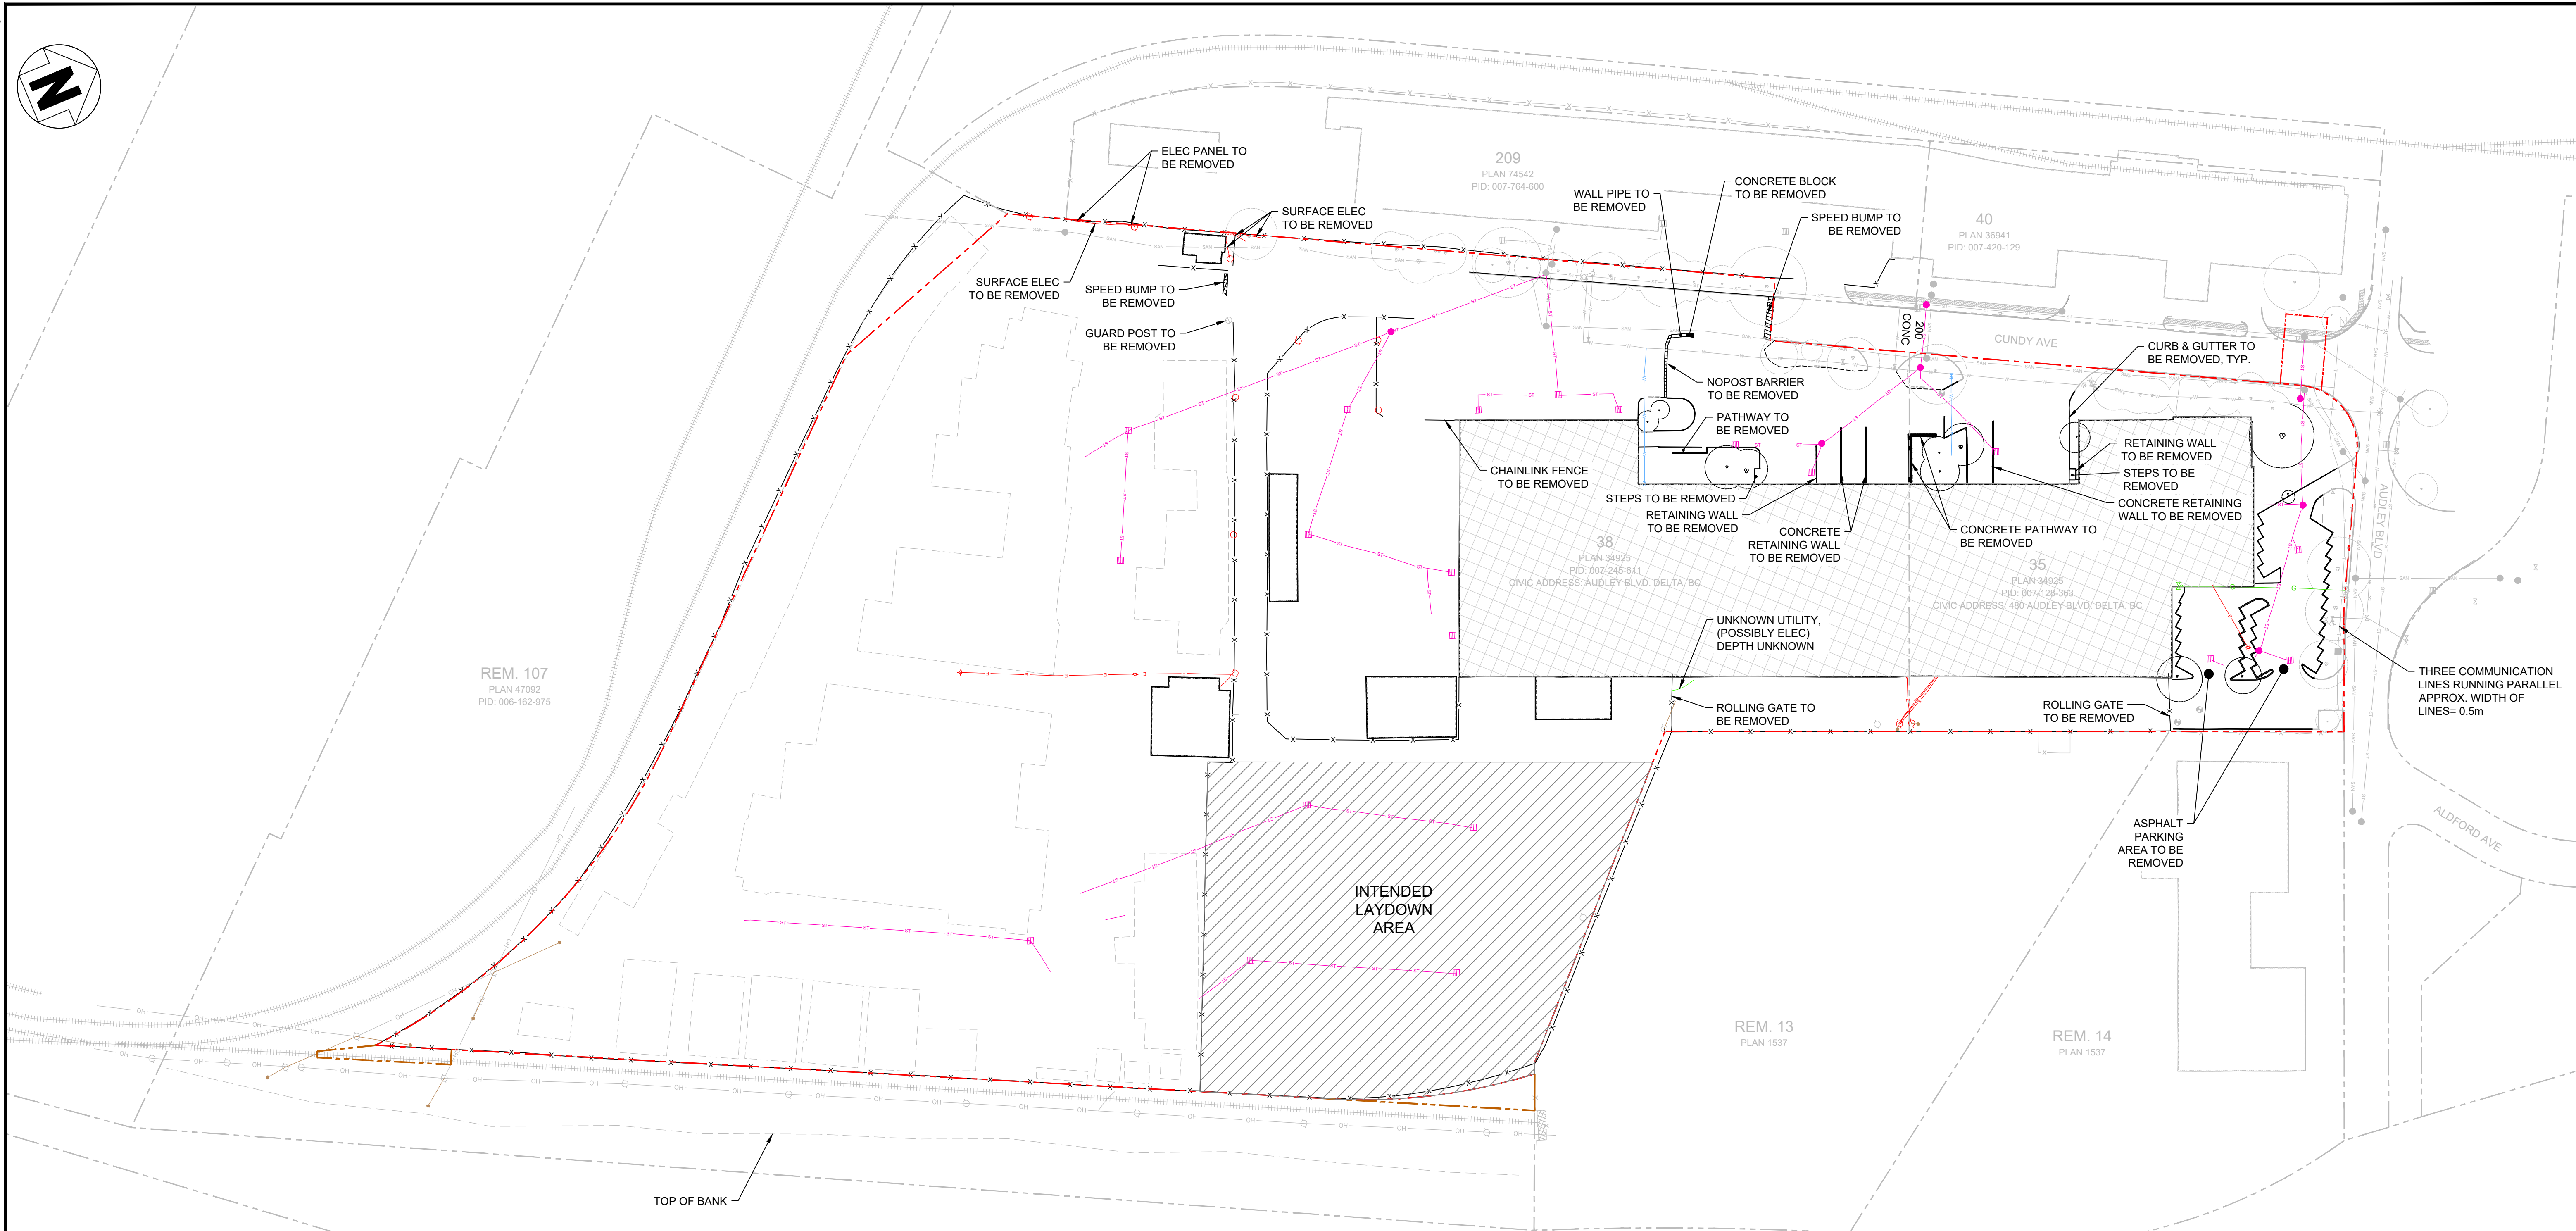 N
ELEC PANEL TO
BE REMOVED
209
PLAN 74542
PID: 007-764-600
CONCRETE BLOCK
TO BE REMOVED
WALL PIPE TO
BE REMOVED
SURFACE ELEC
TO BE REMOVED
SPEED BUMP TO
BE REMOVED
40
PLAN 36941
PID: 007-420-129
SURFACE ELEC
TO BE REMOVED
SPEED BUMP TO
BE REMOVED
GUARD POST TO
BE REMOVED
200
CONC
CUNDY AVE
CURB & GUTTER TO
BE REMOVED, TYP.
NOPOST BARRIER
TO BE REMOVED
PATHWAY TO
BE REMOVED
RETAINING WALL
TO BE REMOVED
CHAINLINK FENCE
TO BE REMOVED
STEPS TO BE
REMOVED
STEPS TO BE REMOVED
CONCRETE RETAINING
WALL TO BE REMOVED
AUDLEY BLVD
RETAINING WALL
TO BE REMOVED
CONCRETE
RETAINING WALL
TO BE REMOVED
CONCRETE PATHWAY TO
BE REMOVED
38
PLAN 34925
PID: 007-245-611
CIVIC ADDRESS: AUDLEY BLVD. DELTA, BC
35
PLAN 34925
PID: 007-128-363
CIVIC ADDRESS: 480 AUDLEY BLVD. DELTA, BC
UNKNOWN UTILITY,
(POSSIBLY ELEC)
DEPTH UNKNOWN
REM. 107
PLAN 47092
PID: 006-162-975
THREE COMMUNICATION
LINES RUNNING PARALLEL
APPROX. WIDTH OF
LINES= 0.5m
ROLLING GATE TO
BE REMOVED
ROLLING GATE
TO BE REMOVED
ASPHALT
PARKING
AREA TO BE
REMOVED
ALDFORD AVE
INTENDED
LAYDOWN
AREA
REM. 13
PLAN 1537
REM. 14
PLAN 1537
TOP OF BANK